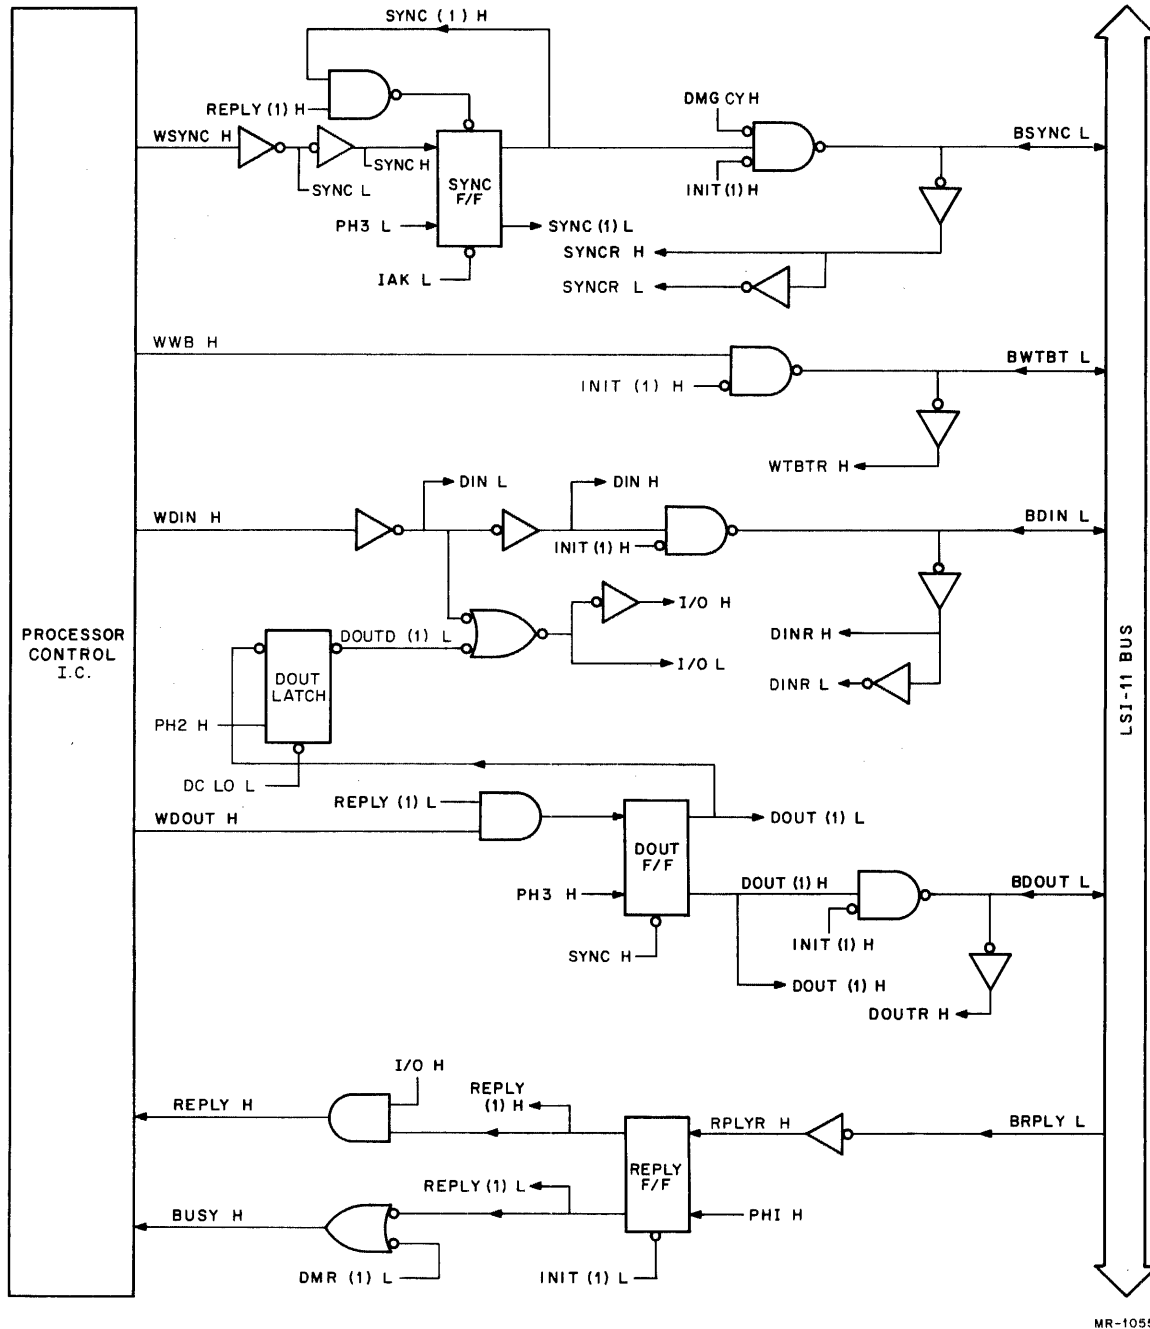 SYNC (1) H
REPLY (1) H
DMG CY H
WSYNC H
BSYNC L
SYNC H
SYNC L
SYNC
F/F
INIT (1) H
PH3 L
SYNC (1) L
SYNCR H
IAK L
SYNCR L
WWB H
BWTBT L
INIT (1) H
WTBTR H
DIN L
DIN H
WDIN H
BDIN L
INIT (1) H
I/O H
PROCESSOR
CONTROL
I.C.
DOUTD (1) L
DINR H
I/O L
DOUT
LATCH
DINR L
LSI-11 BUS
PH2 H
DC LO L
REPLY (1) L
WDOUT H
DOUT (1) L
DOUT
F/F
DOUT (1) H
BDOUT L
PH3 H
INIT (1) H
SYNC H
DOUT (1) H
DOUTR H
I/O H
REPLY
(1) H
REPLY H
RPLYR H
BRPLY L
REPLY
F/F
REPLY (1) L
BUSY H
PHI H
DMR (1) L
INIT (1) L
MR-1055